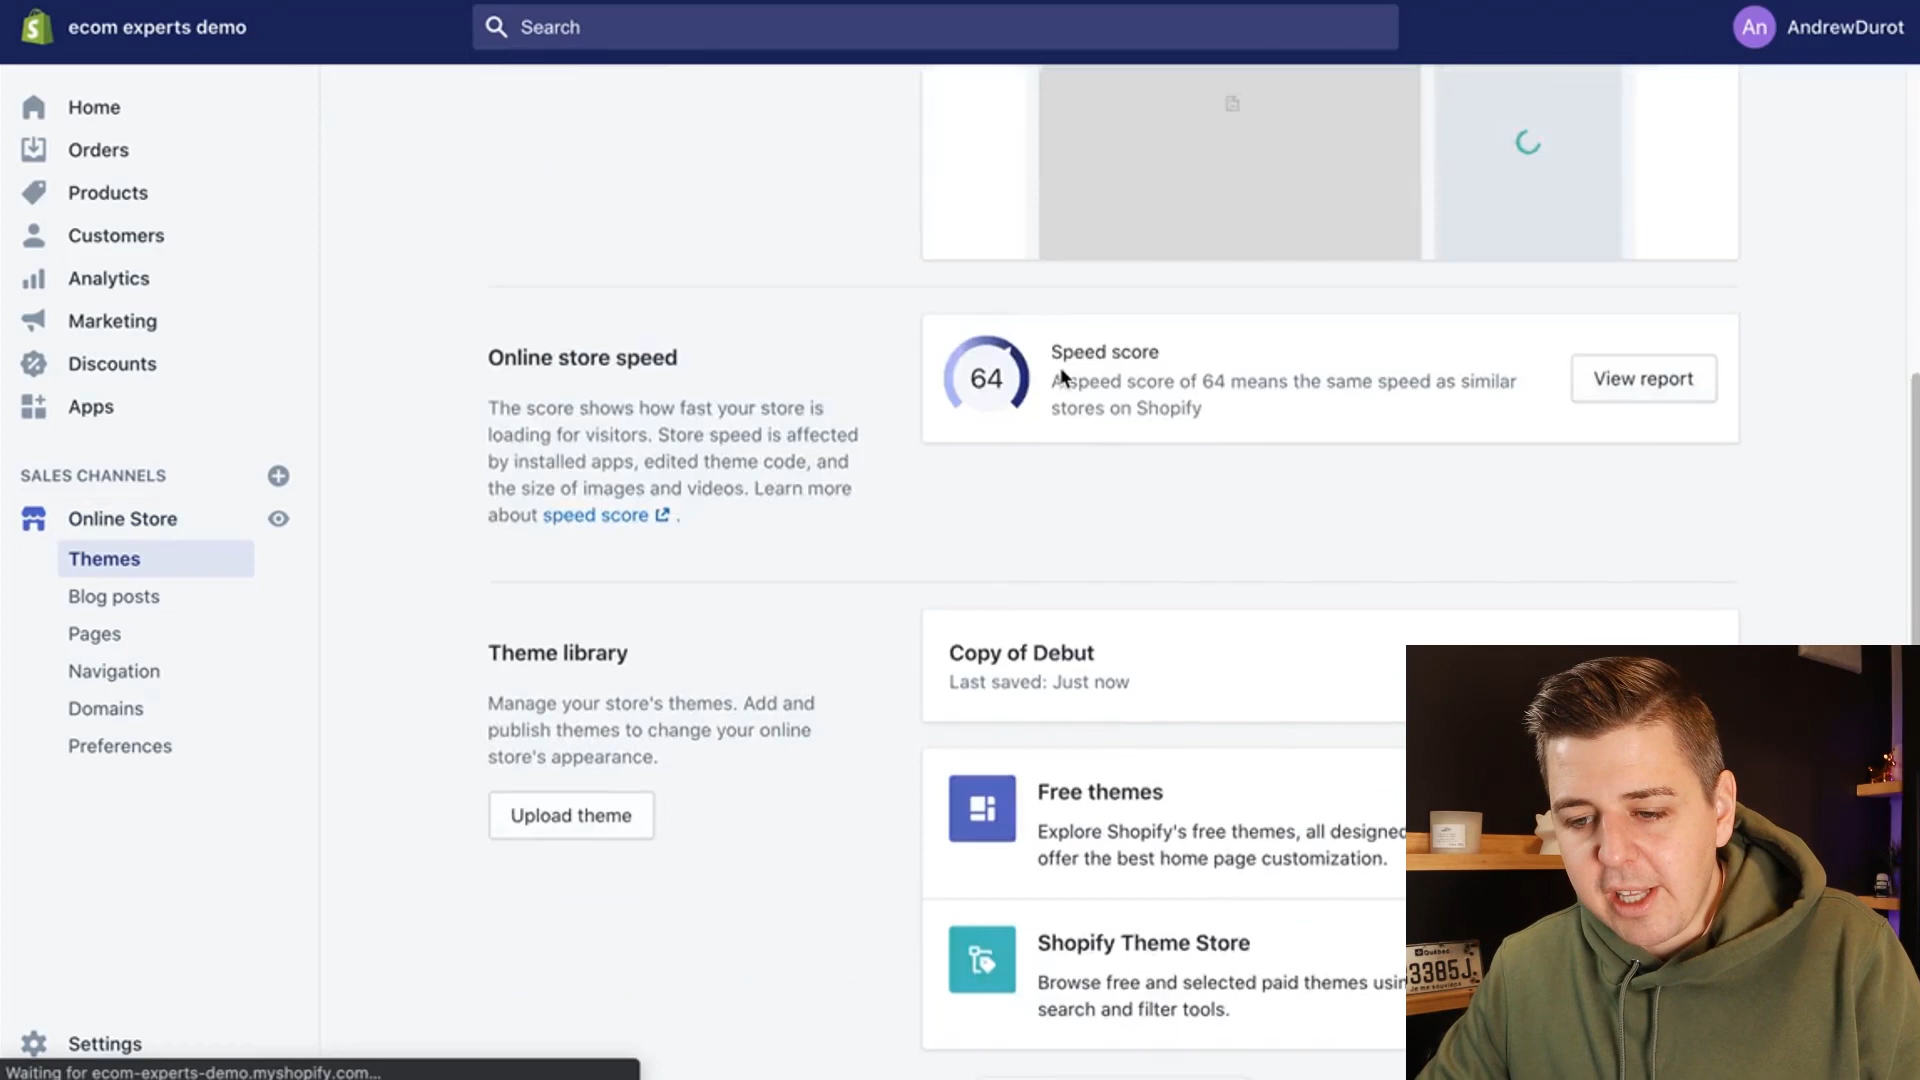 ecom experts demo
Search
An
AndrewDurot
Home
Orders
Products
Customers
Analytics
Marketing
Discounts
Apps
SALES CHANNELS
Online Store
Themes
Blog posts
Pages
Navigation
Domains
Preferences
Settings
Waiting for ecom-experts-demo.myshopify.com...
Online store speed
The score shows how fast your store is
loading for visitors. Store speed is affected
by installed apps, edited theme code, and
the size of images and videos. Learn more
about speed score .
64
Speed score
A speed score of 64 means the same speed as similar
stores on Shopify
View report
Theme library
Manage your store's themes. Add and
publish themes to change your online
store's appearance.
Upload theme
Copy of Debut
Last saved: Just now
Free themes
Explore Shopify's free themes, all designed
offer the best home page customization.
Shopify Theme Store
Browse free and selected paid themes usin
search and filter tools.
Québec
3385J
Je me souviens